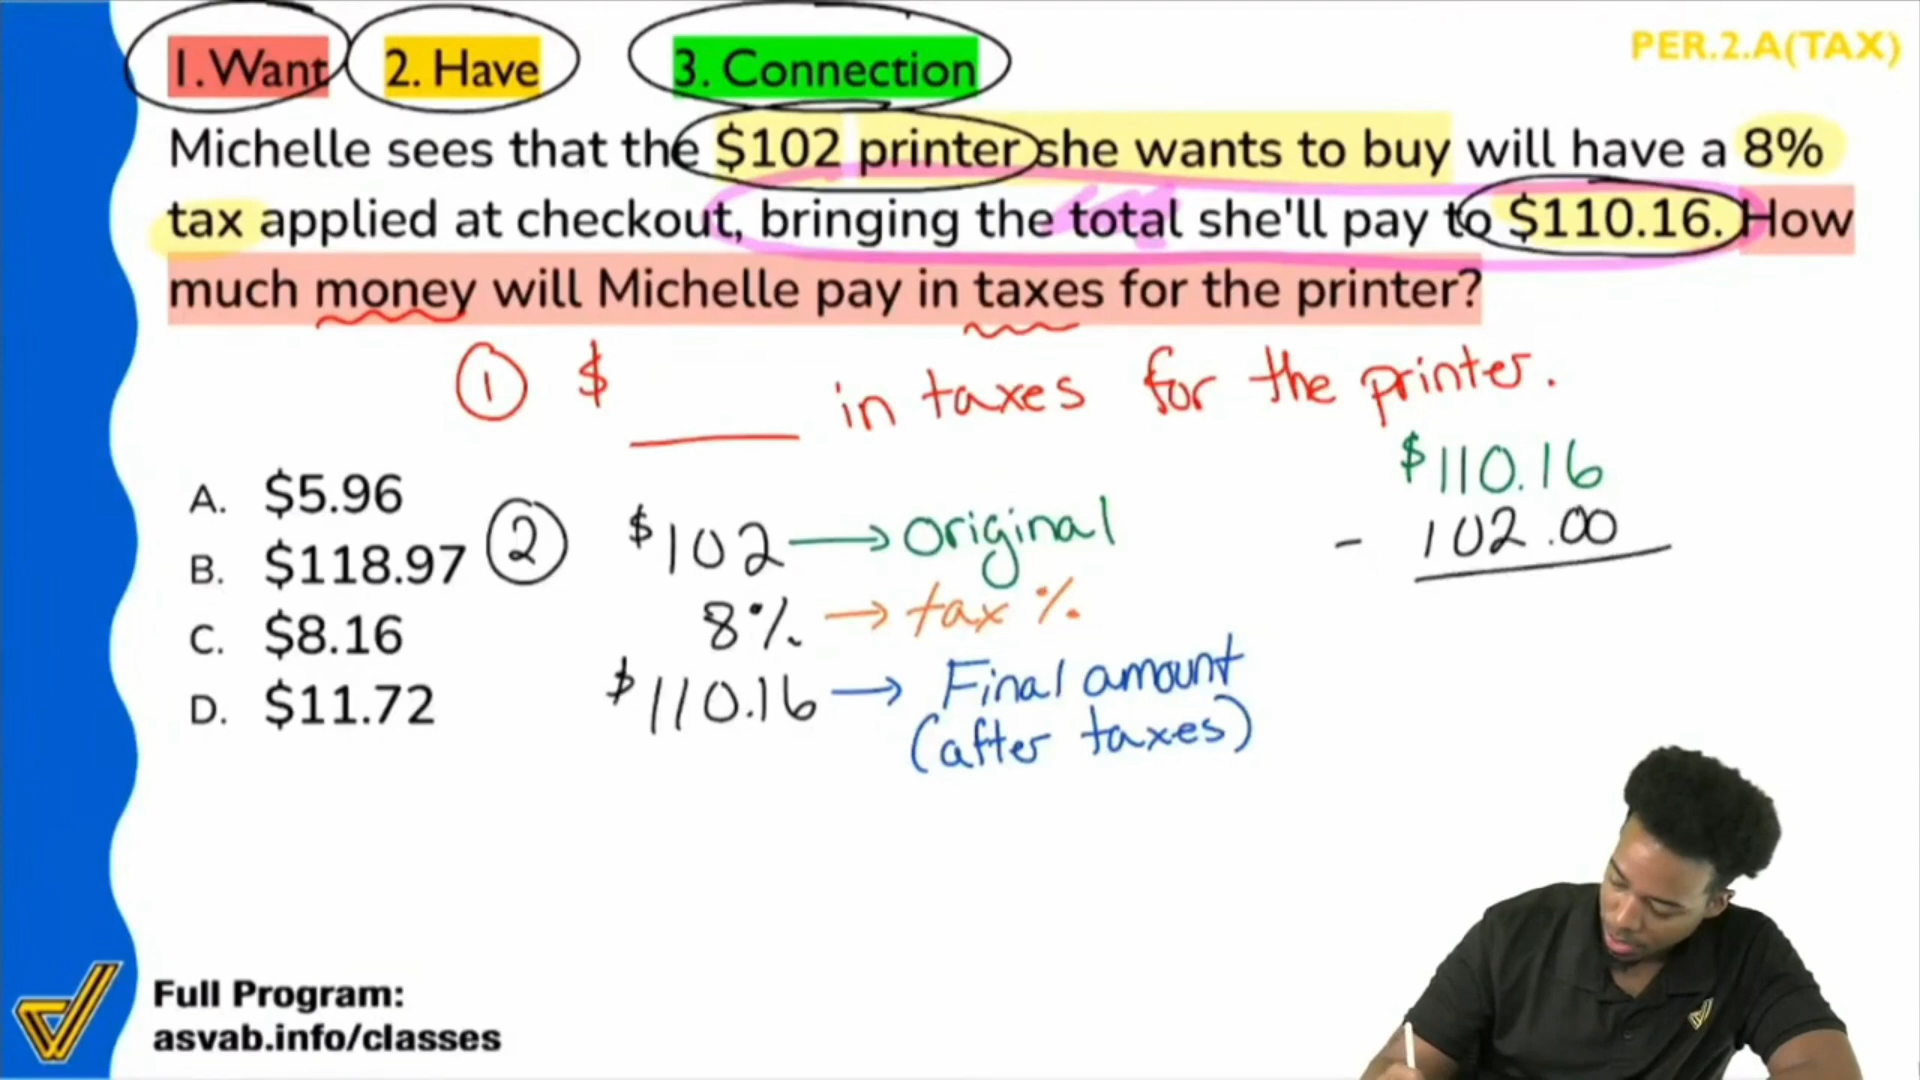 1. Want 2. Have 3. Connection
PER.2.A(TAX)
Michelle sees that the $102 printer she wants to buy will have a 8%
tax applied at checkout, bringing the total she'll pay to $110.16. How
much money will Michelle pay in taxes for the printer?
1 $ ____ in taxes for the printer.
A. $5.96
B. $118.97
C. $8.16
D. $11.72
2 $102 → original
8% → tax %
$110.16 → Final amount
(after taxes)
$110.16
- 102.00
Full Program:
asvab.info/classes